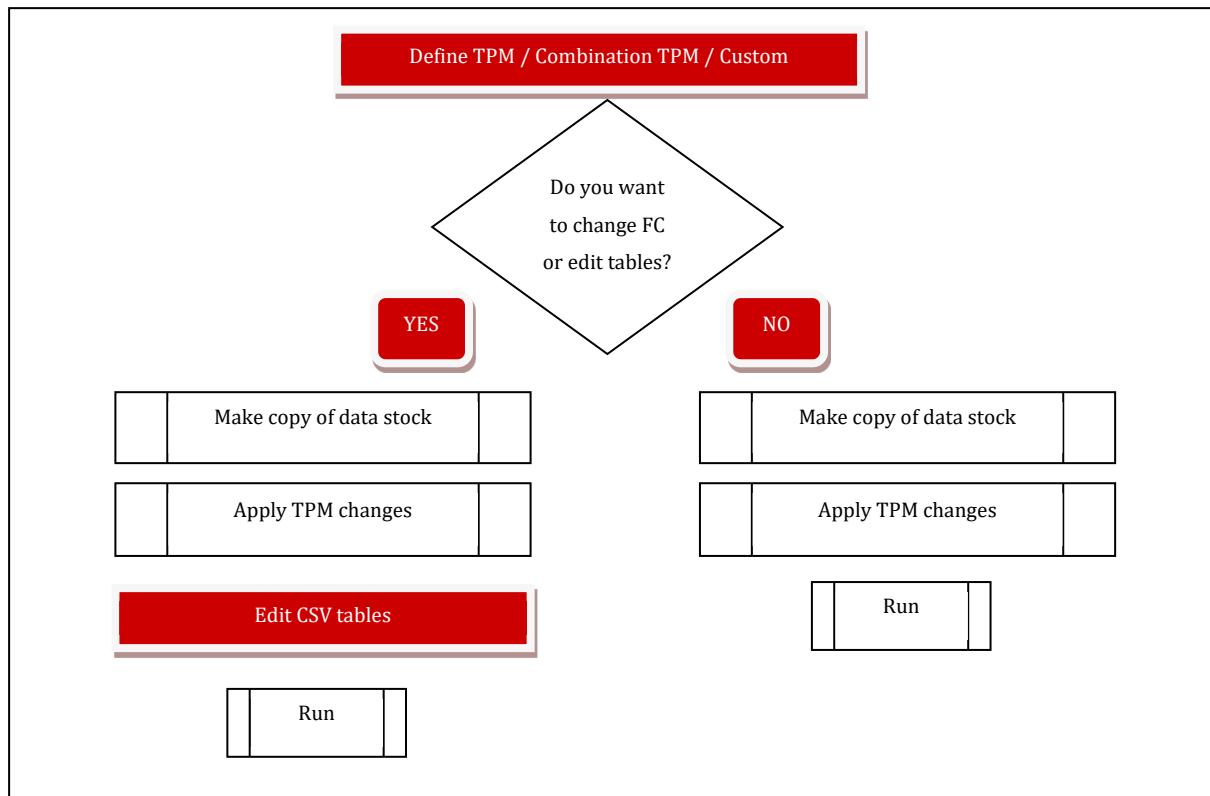 Define TPM / Combination TPM / Custom
Do you want
to change FC
or edit tables?
YES
NO
Make copy of data stock
Make copy of data stock
Apply TPM changes
Apply TPM changes
Edit CSV tables
Run
Run